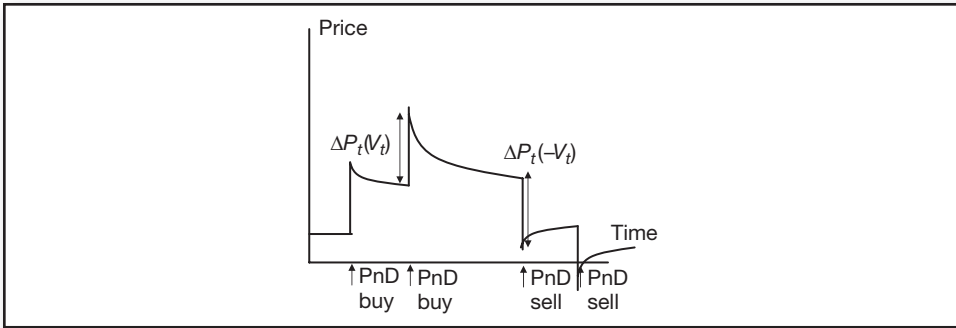 Price
ΔPₜ(Vₜ)
ΔPₜ(–Vₜ)
Time
PnD buy
PnD buy
PnD sell
PnD sell